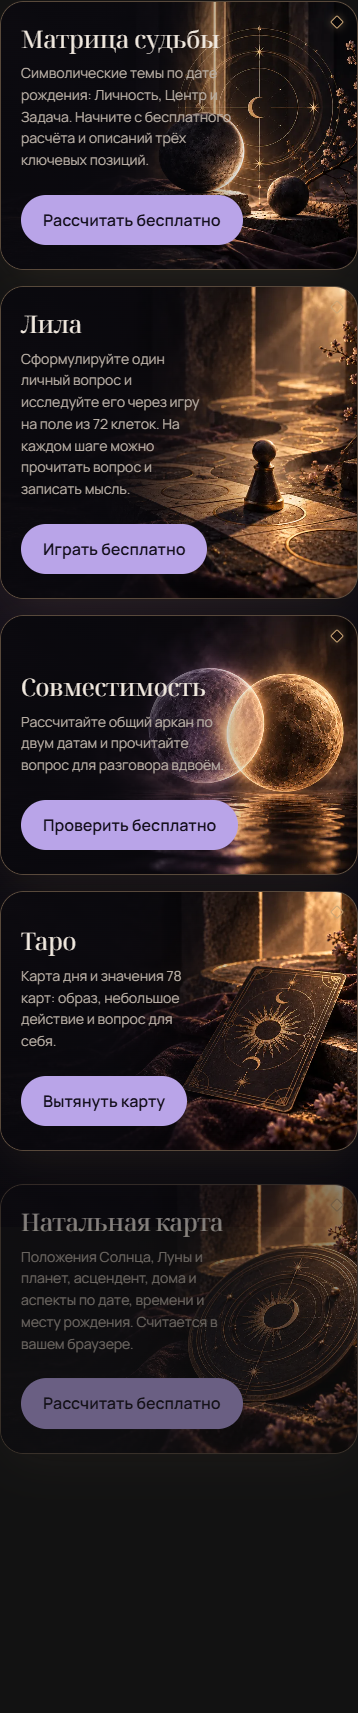 Матрица судьбы
Символические темы по дате
рождения: Личность, Центр и
Задача. Начните с бесплатного
расчёта и описаний трёх
ключевых позиций.
Рассчитать бесплатно
Лила
Сформулируйте один
личный вопрос и
исследуйте его через игру
на поле из 72 клеток. На
каждом шаге можно
прочитать вопрос и
записать мысль.
Играть бесплатно
Совместимость
Рассчитайте общий аркан по
двум датам и прочитайте
вопрос для разговора вдвоём.
Проверить бесплатно
Таро
Карта дня и значения 78
карт: образ, небольшое
действие и вопрос для
себя.
Вытянуть карту
Натальная карта
Положения Солнца, Луны и
планет, асцендент, дома и
аспекты по дате, времени и
месту рождения. Считается в
вашем браузере.
Рассчитать бесплатно